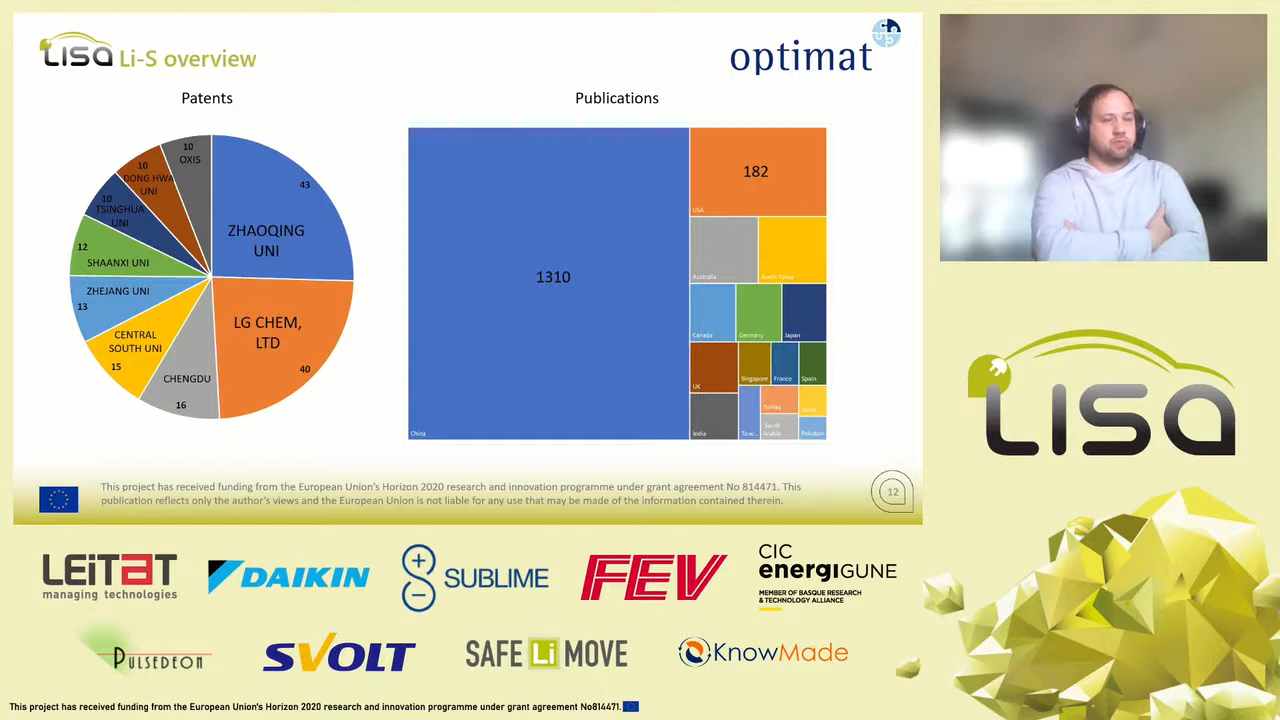 LISA Li-S overview
optimat
Patents
Publications
10
OXIS
10
DONG HWA
UNI
10
TSINGHUA
UNI
12
SHAANXI UNI
ZHEJANG UNI
13
CENTRAL
SOUTH UNI
15
CHENGDU
16
43
ZHAOQING
UNI
LG CHEM,
LTD
40
1310
China
182
USA
Australia
South Korea
Canada
Germany
Japan
UK
Singapore
France
Spain
India
Taiw...
Turkey
Saudi
Arabia
Pakistan
This project has received funding from the European Union's Horizon 2020 research and innovation programme under grant agreement No 814471. This
publication reflects only the author's views and the European Union is not liable for any use that may be made of the information contained therein.
12
LISA
LEITAT
managing technologies
DAIKIN
SUBLIME
FEV
CIC
energiGUNE
MEMBER OF BASQUE RESEARCH
& TECHNOLOGY ALLIANCE
PULSEDEON
SVOLT
SAFE Li MOVE
KnowMade
This project has received funding from the European Union's Horizon 2020 research and innovation programme under grant agreement No814471.